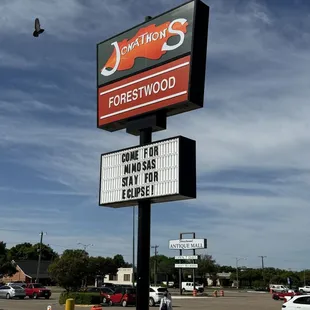 JONATHON'S
FORESTWOOD
COME FOR
MIMOSAS
STAY FOR
ECLIPSE!
ANTIQUE MALL